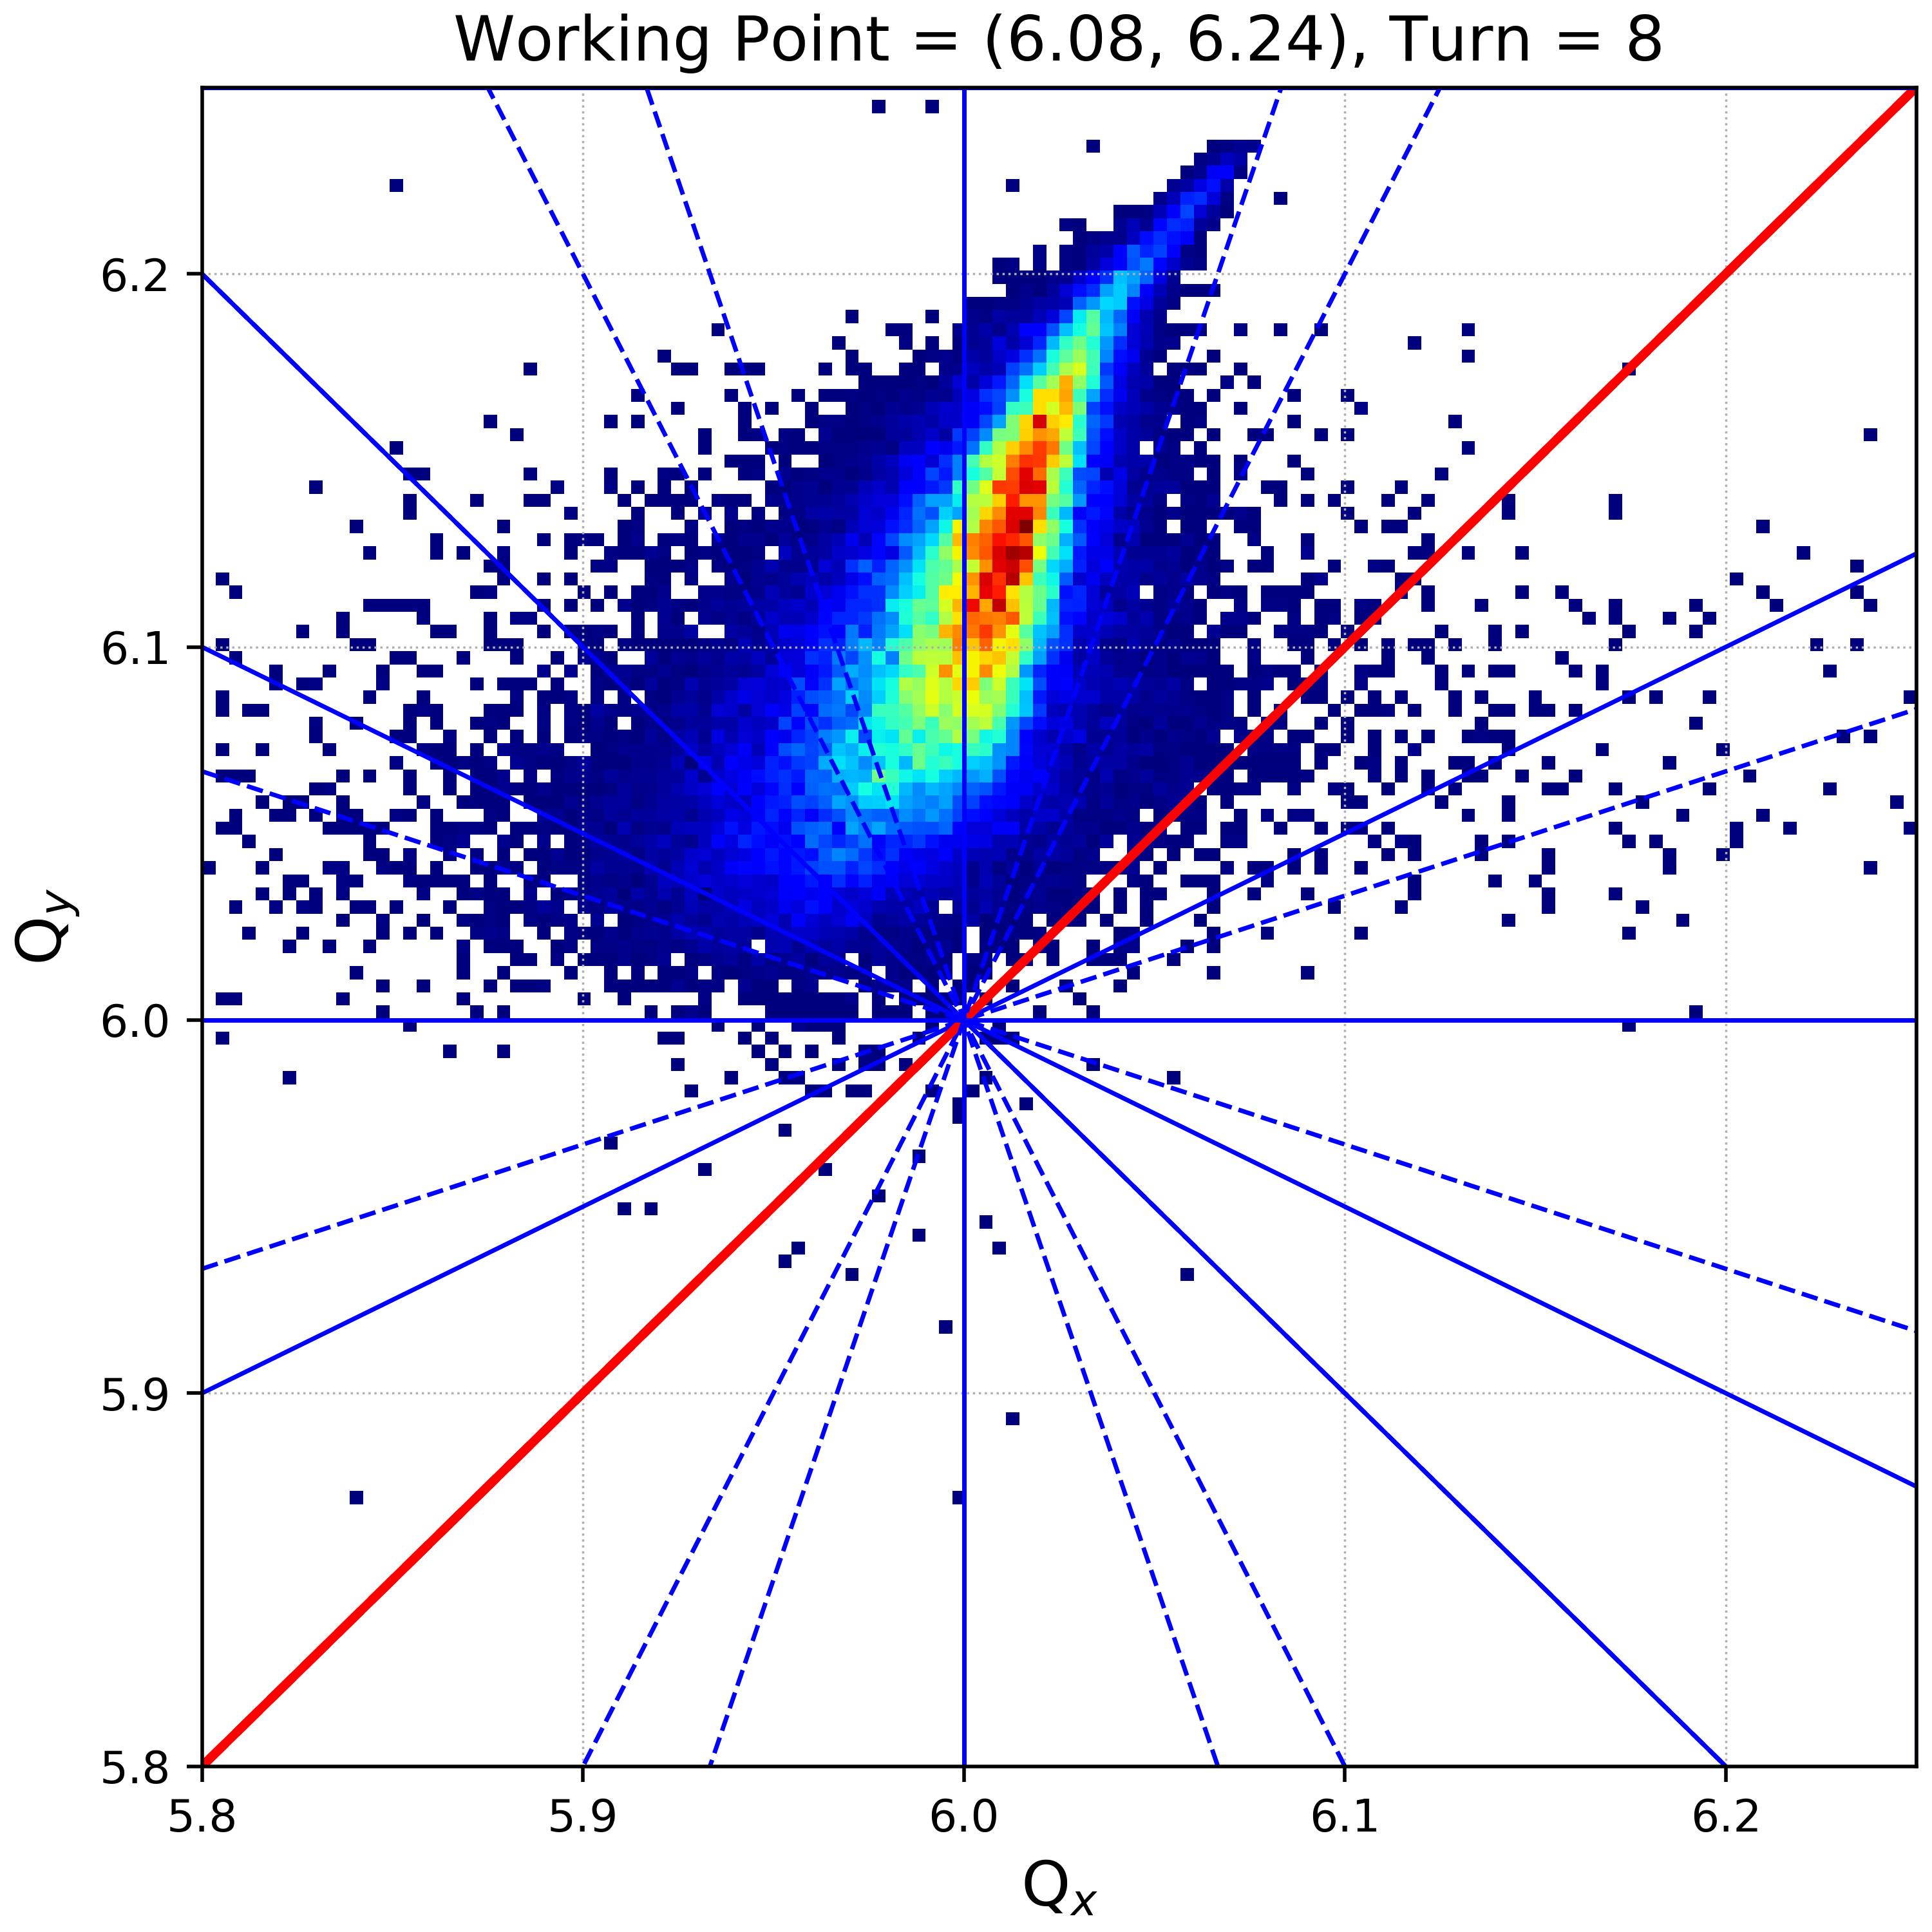 Working Point = (6.08, 6.24), Turn = 8
6.2
6.1
6.0
5.9
5.8
Qy
5.8 5.9 6.0 6.1 6.2
Qx